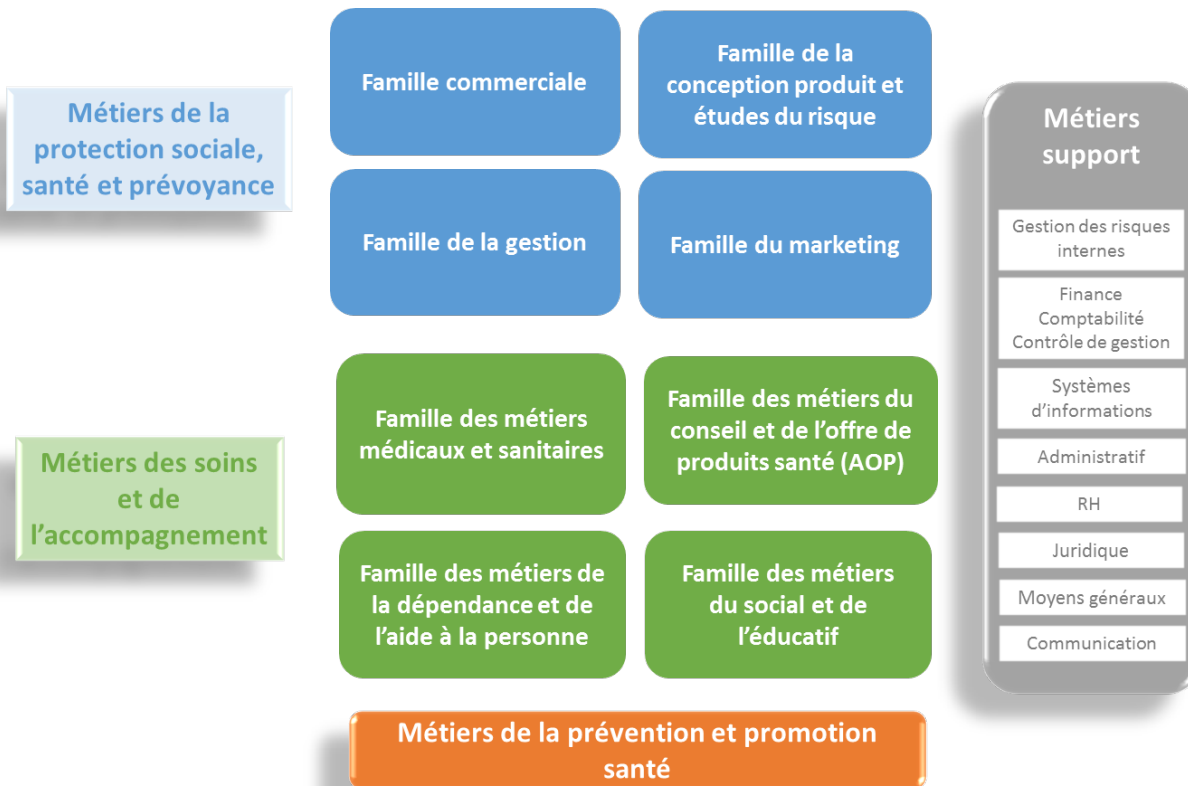 Métiers de la
protection sociale,
santé et prévoyance
Famille commerciale
Famille de la
conception produit et
études du risque
Famille de la gestion
Famille du marketing
Métiers des soins
et de
l’accompagnement
Famille des métiers
médicaux et sanitaires
Famille des métiers du
conseil et de l’offre de
produits santé (AOP)
Famille des métiers de
la dépendance et de
l’aide à la personne
Famille des métiers
du social et de
l’éducatif
Métiers de la prévention et promotion
santé
Métiers
support
Gestion des risques
internes
Finance
Comptabilité
Contrôle de gestion
Systèmes
d’informations
Administratif
RH
Juridique
Moyens généraux
Communication